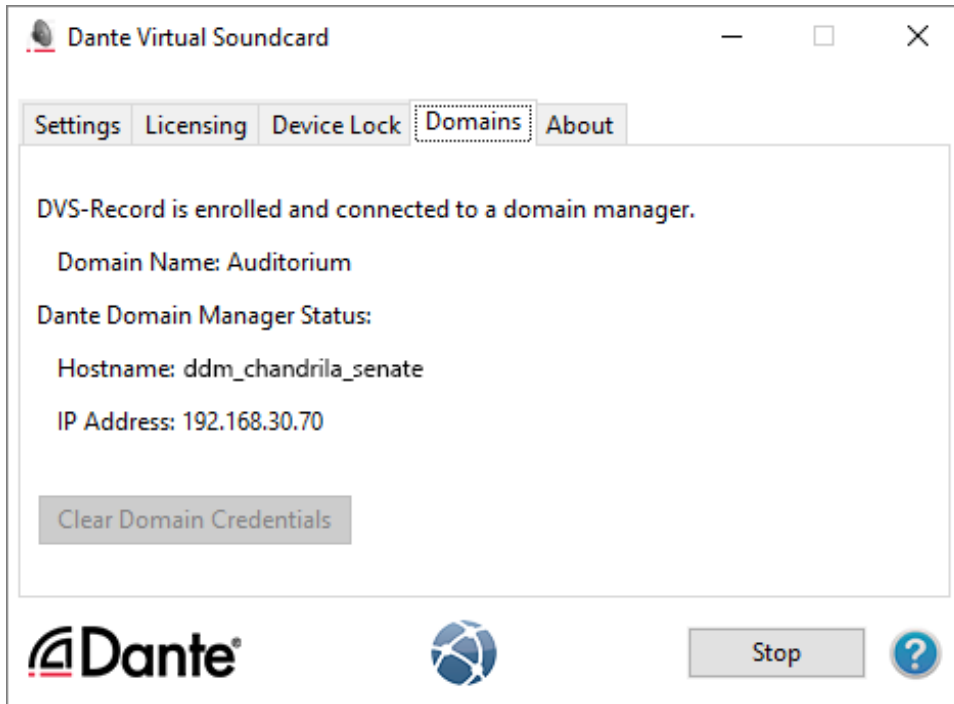 Dante Virtual Soundcard
Settings Licensing Device Lock Domains About
DVS-Record is enrolled and connected to a domain manager.
Domain Name: Auditorium
Dante Domain Manager Status:
Hostname: ddm_chandrila_senate
IP Address: 192.168.30.70
Clear Domain Credentials
Dante® Stop ?